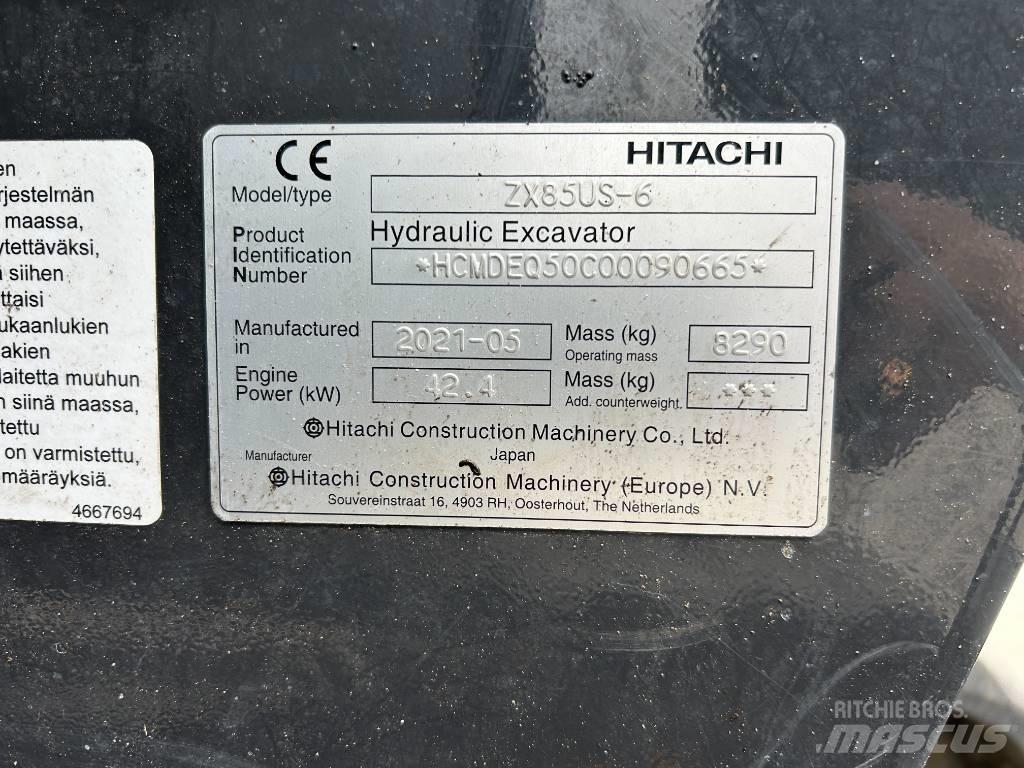 en
rjestelmän
maassa,
ytettäväksi,
ä siihen
ttaisi
ukaanlukien
akien
laitetta muuhun
n siinä maassa,
tettu
on varmistettu,
määräyksiä.
4667694
CE HITACHI
Model/type ZX85US-6
Hydraulic Excavator
Product
Identification
Number *HCMDEQ50C00090665*
Manufactured
in 2021-05
Mass (kg)
Operating mass 8290
Engine
Power (kW) 42.4
Mass (kg)
Add. counterweight. ***
Hitachi Construction Machinery Co., Ltd.
Japan
Manufacturer
Hitachi Construction Machinery (Europe) N.V.
Souvereinstraat 16, 4903 RH, Oosterhout, The Netherlands
RITCHIE BROS.
mascus